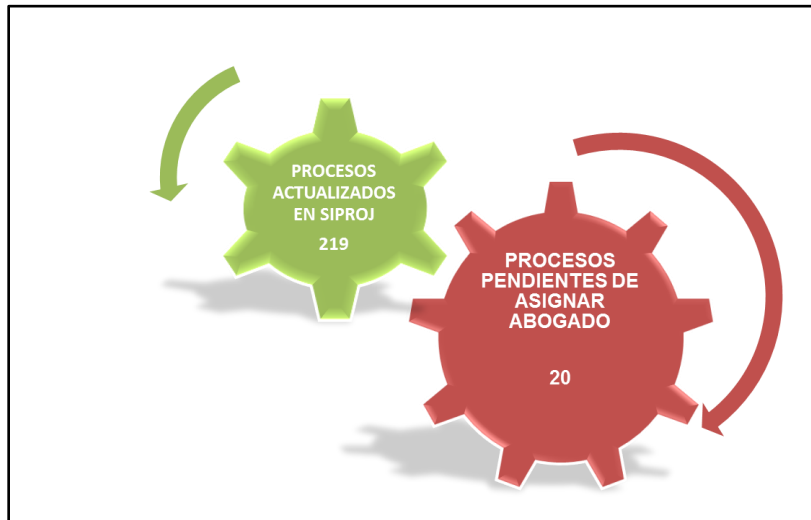 PROCESOS
ACTUALIZADOS
EN SIPROJ
219
PROCESOS
PENDIENTES DE
ASIGNAR
ABOGADO
20